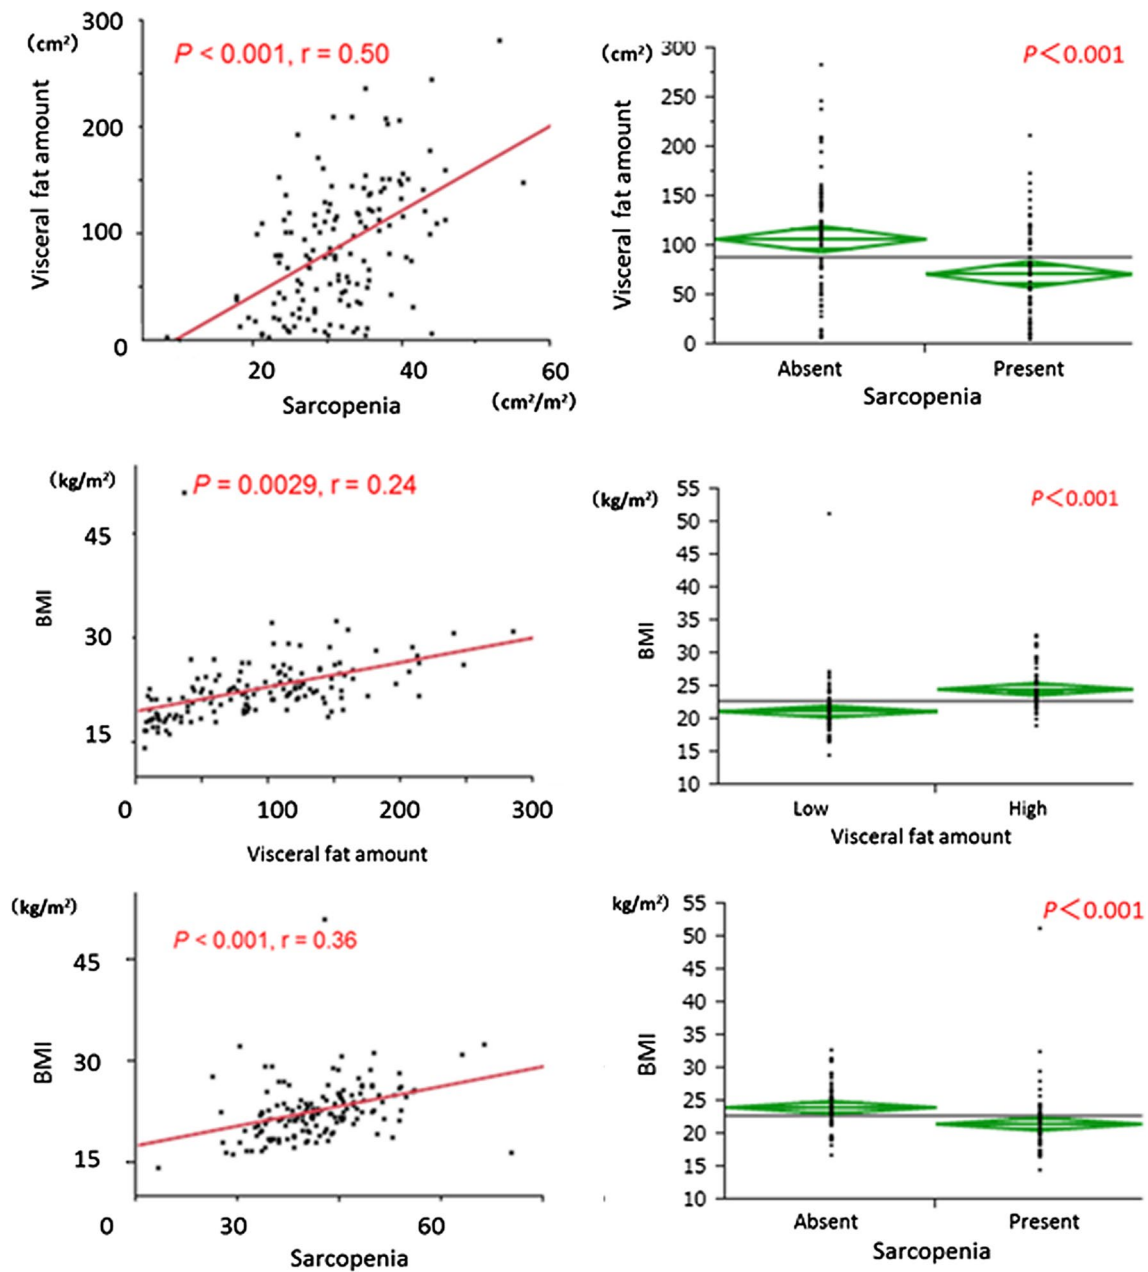 300
(cm²)
P < 0.001, r = 0.50
Visceral fat amount
200
100
0
20
40
60
Sarcopenia
(cm²/m²)
(cm²)
P<0.001
Visceral fat amount
300
250
200
150
100
50
0
Absent
Present
Sarcopenia
(kg/m²)
P = 0.0029, r = 0.24
45
BMI
30
15
0
100
200
300
Visceral fat amount
(kg/m²)
P<0.001
BMI
55
50
45
40
35
30
25
20
15
10
Low
High
Visceral fat amount
(kg/m²)
P < 0.001, r = 0.36
45
BMI
30
15
0
30
60
Sarcopenia
kg/m²)
P<0.001
BMI
55
50
45
40
35
30
25
20
15
10
Absent
Present
Sarcopenia